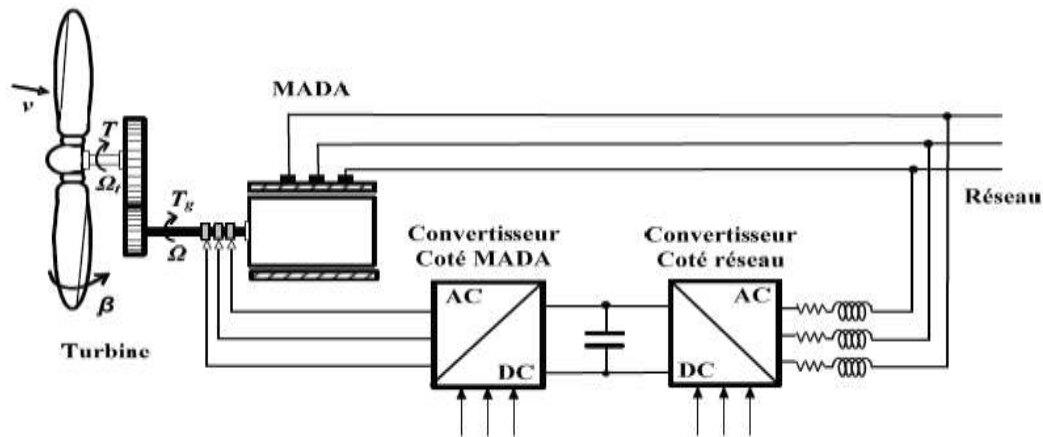 MADA
v
T
Ωt
Tg
Ω
β
Turbine
Réseau
Convertisseur
Coté MADA
AC
DC
Convertisseur
Coté réseau
AC
DC